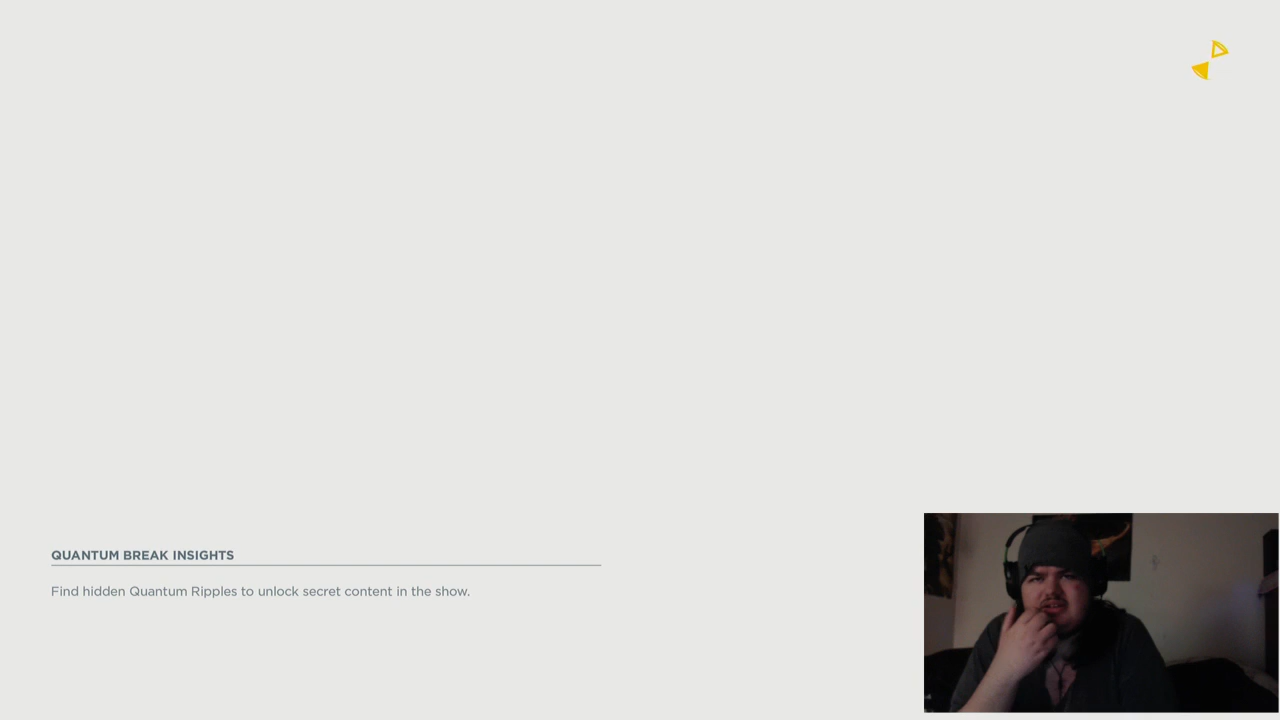 QUANTUM BREAK INSIGHTS
Find hidden Quantum Ripples to unlock secret content in the show.